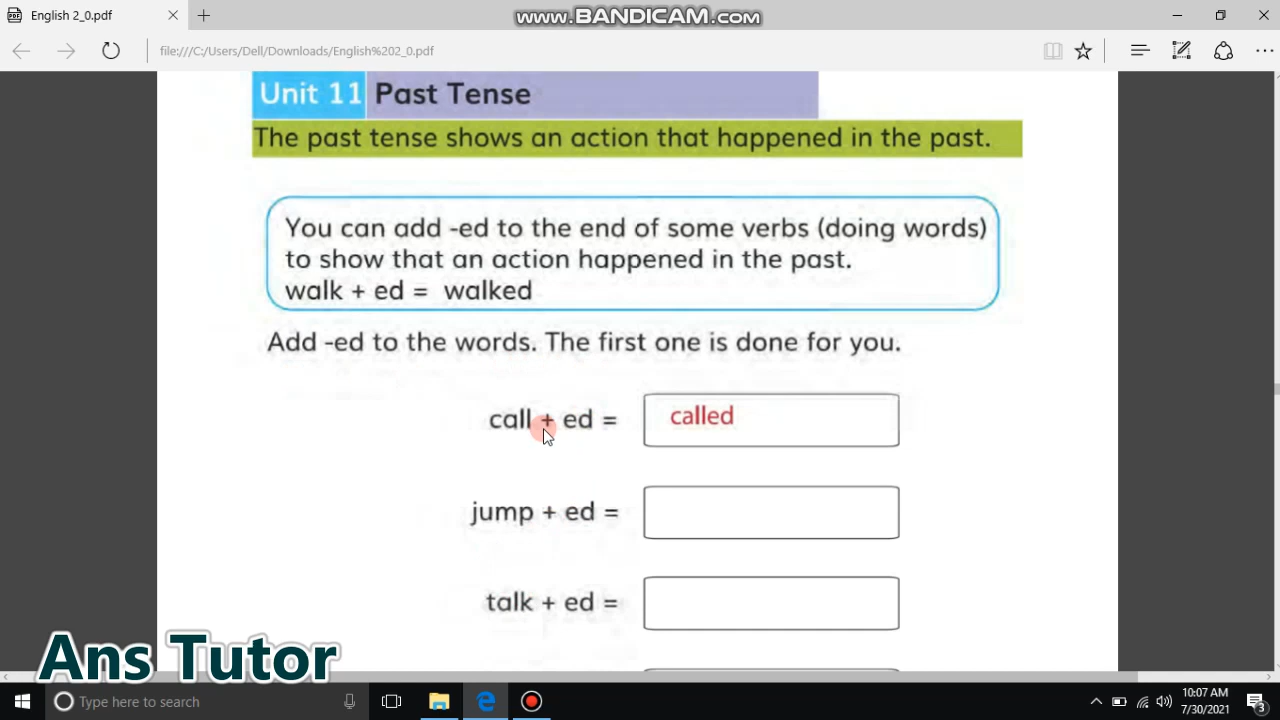 English 2_0.pdf
www.BANDICAM.com
file:///C:/Users/Dell/Downloads/English%202_0.pdf
Unit 11 Past Tense
The past tense shows an action that happened in the past.
You can add -ed to the end of some verbs (doing words)
to show that an action happened in the past.
walk + ed = walked
Add -ed to the words. The first one is done for you.
call + ed = called
jump + ed =
talk + ed =
Ans Tutor
Type here to search
10:07 AM
7/30/2021
3